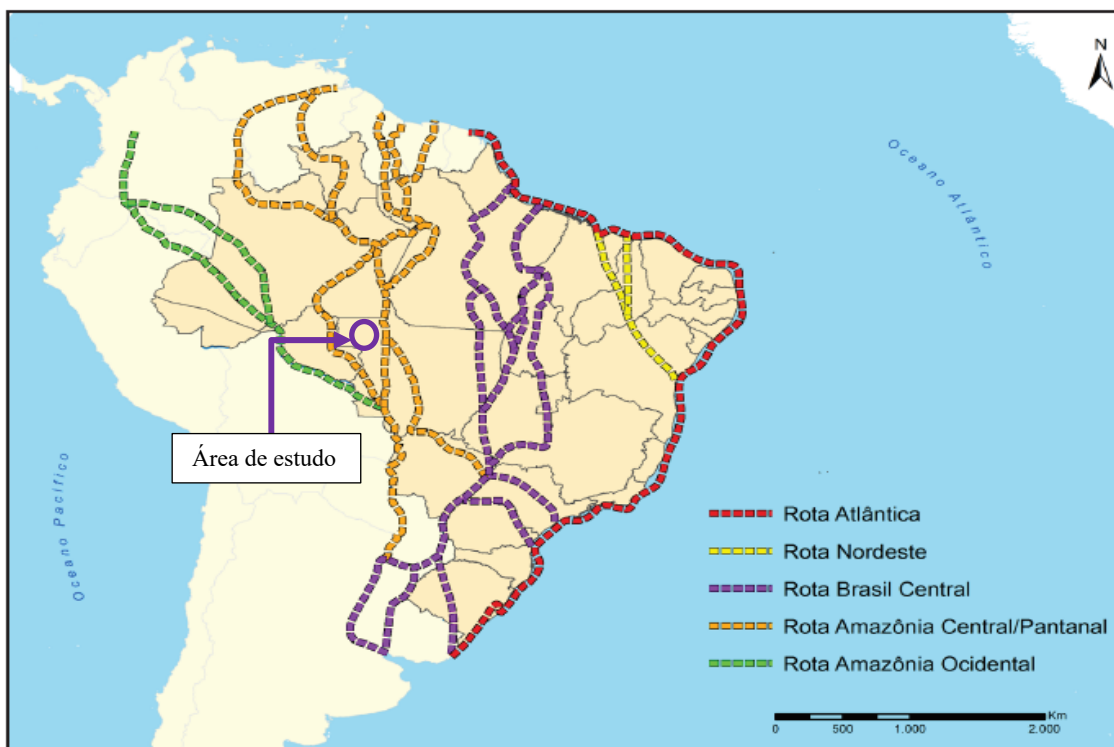 N
Oceano Atlântico
Oceano Pacífico
Área de estudo
Rota Atlântica
Rota Nordeste
Rota Brasil Central
Rota Amazônia Central/Pantanal
Rota Amazônia Ocidental
Km
0 500 1.000 2.000